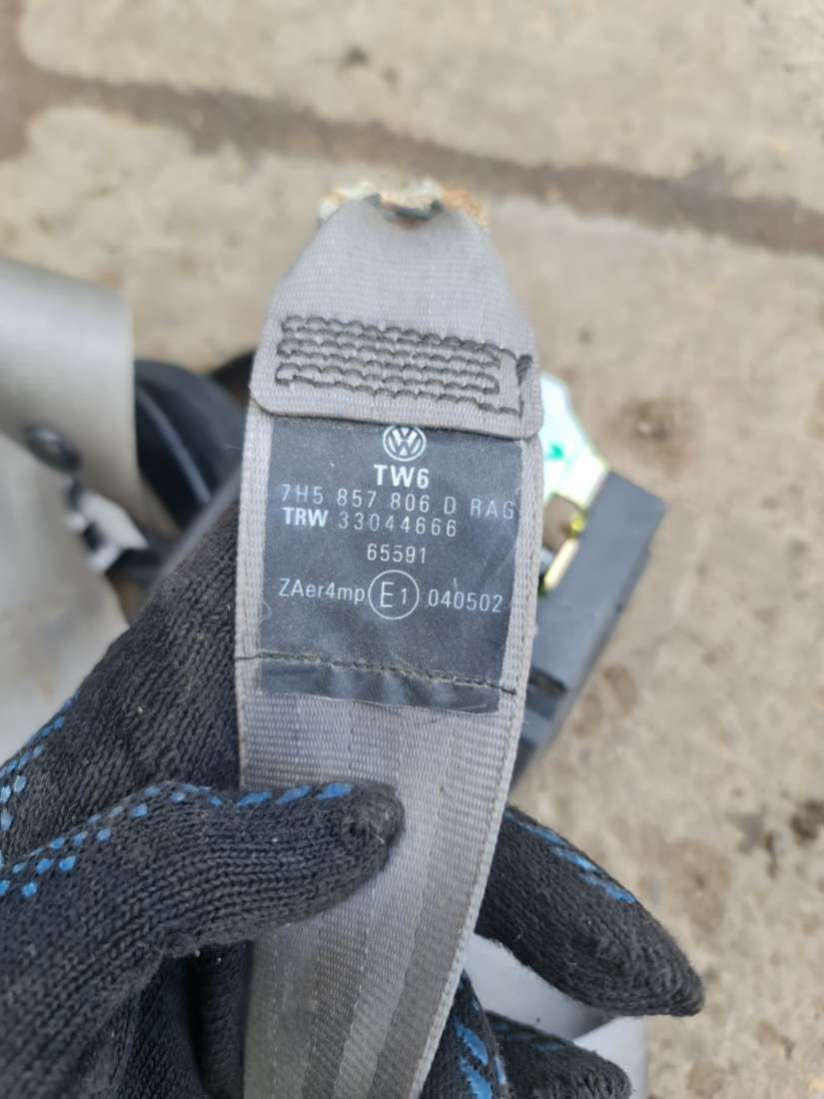 TW6
7H5 857 806 D RAG
TRW 33044666
65591
ZAer4mp E1 040502